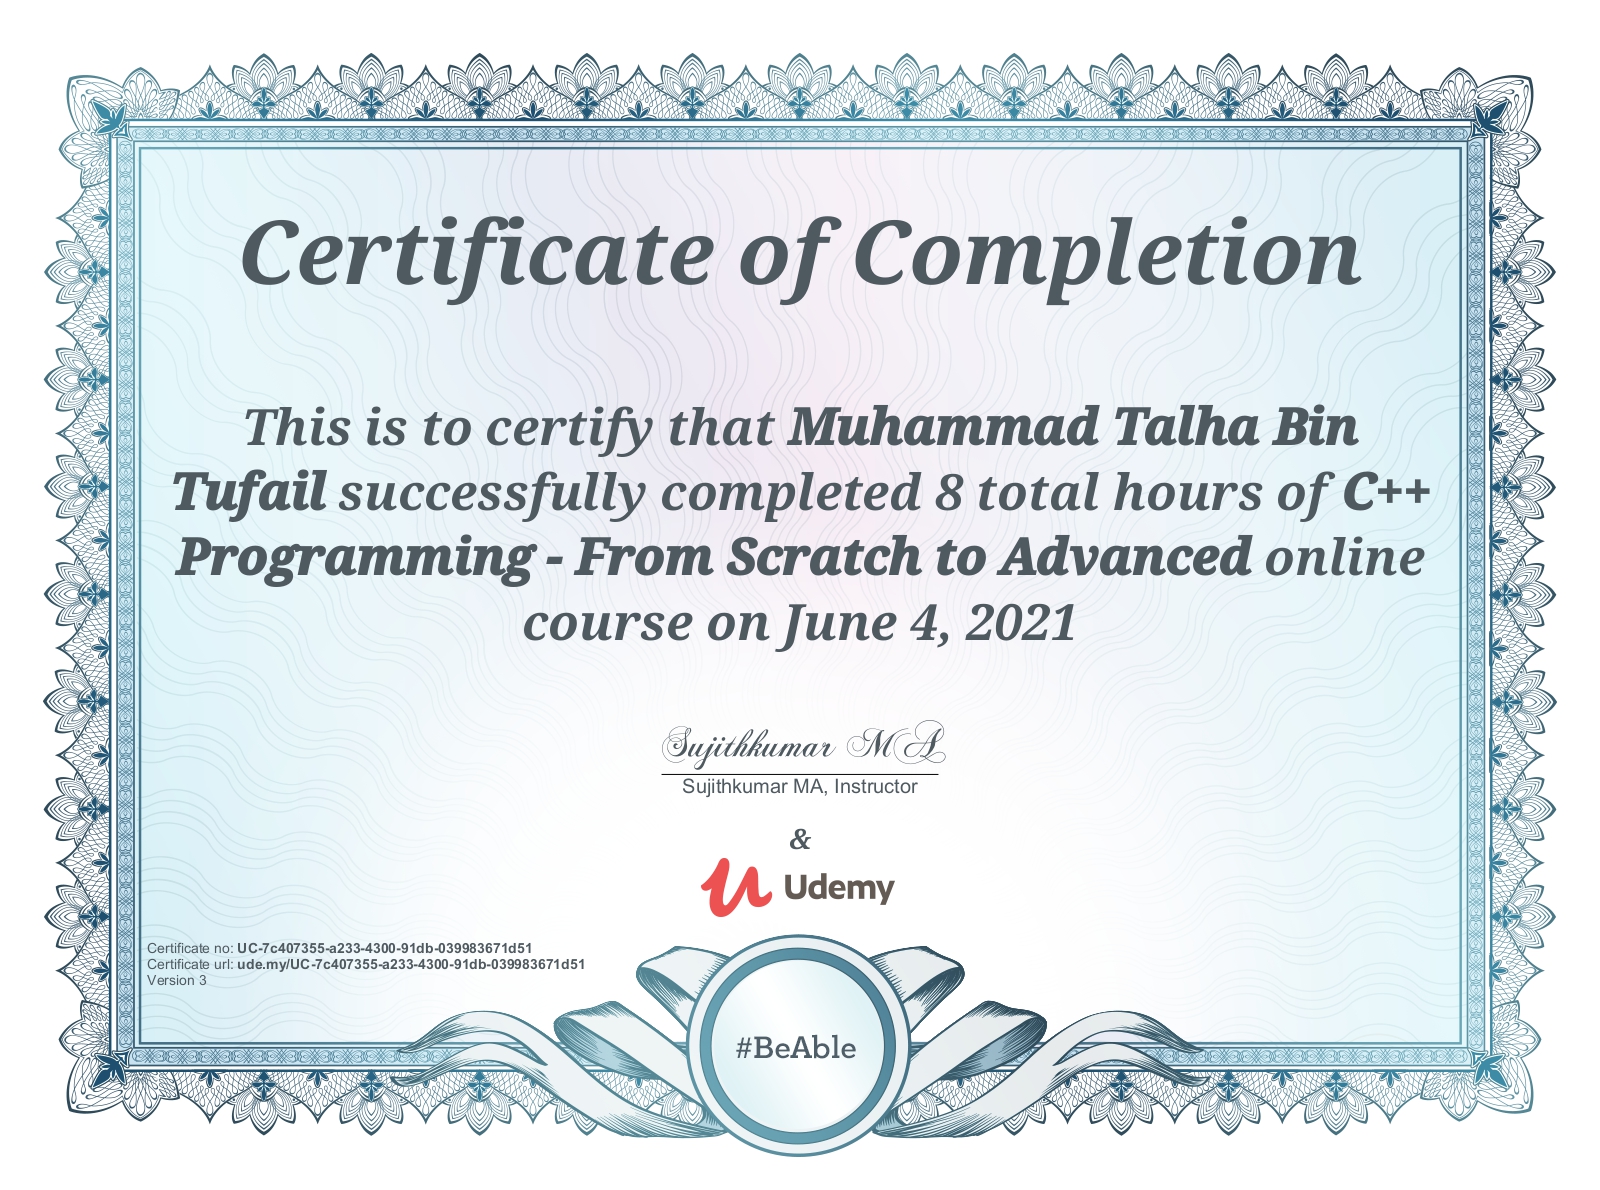 Certificate of Completion
This is to certify that Muhammad Talha Bin
Tufail successfully completed 8 total hours of C++
Programming - From Scratch to Advanced online
course on June 4, 2021
Sujithkumar MA
Sujithkumar MA, Instructor
&
Udemy
Certificate no: UC-7c407355-a233-4300-91db-039983671d51
Certificate url: ude.my/UC-7c407355-a233-4300-91db-039983671d51
Version 3
#BeAble